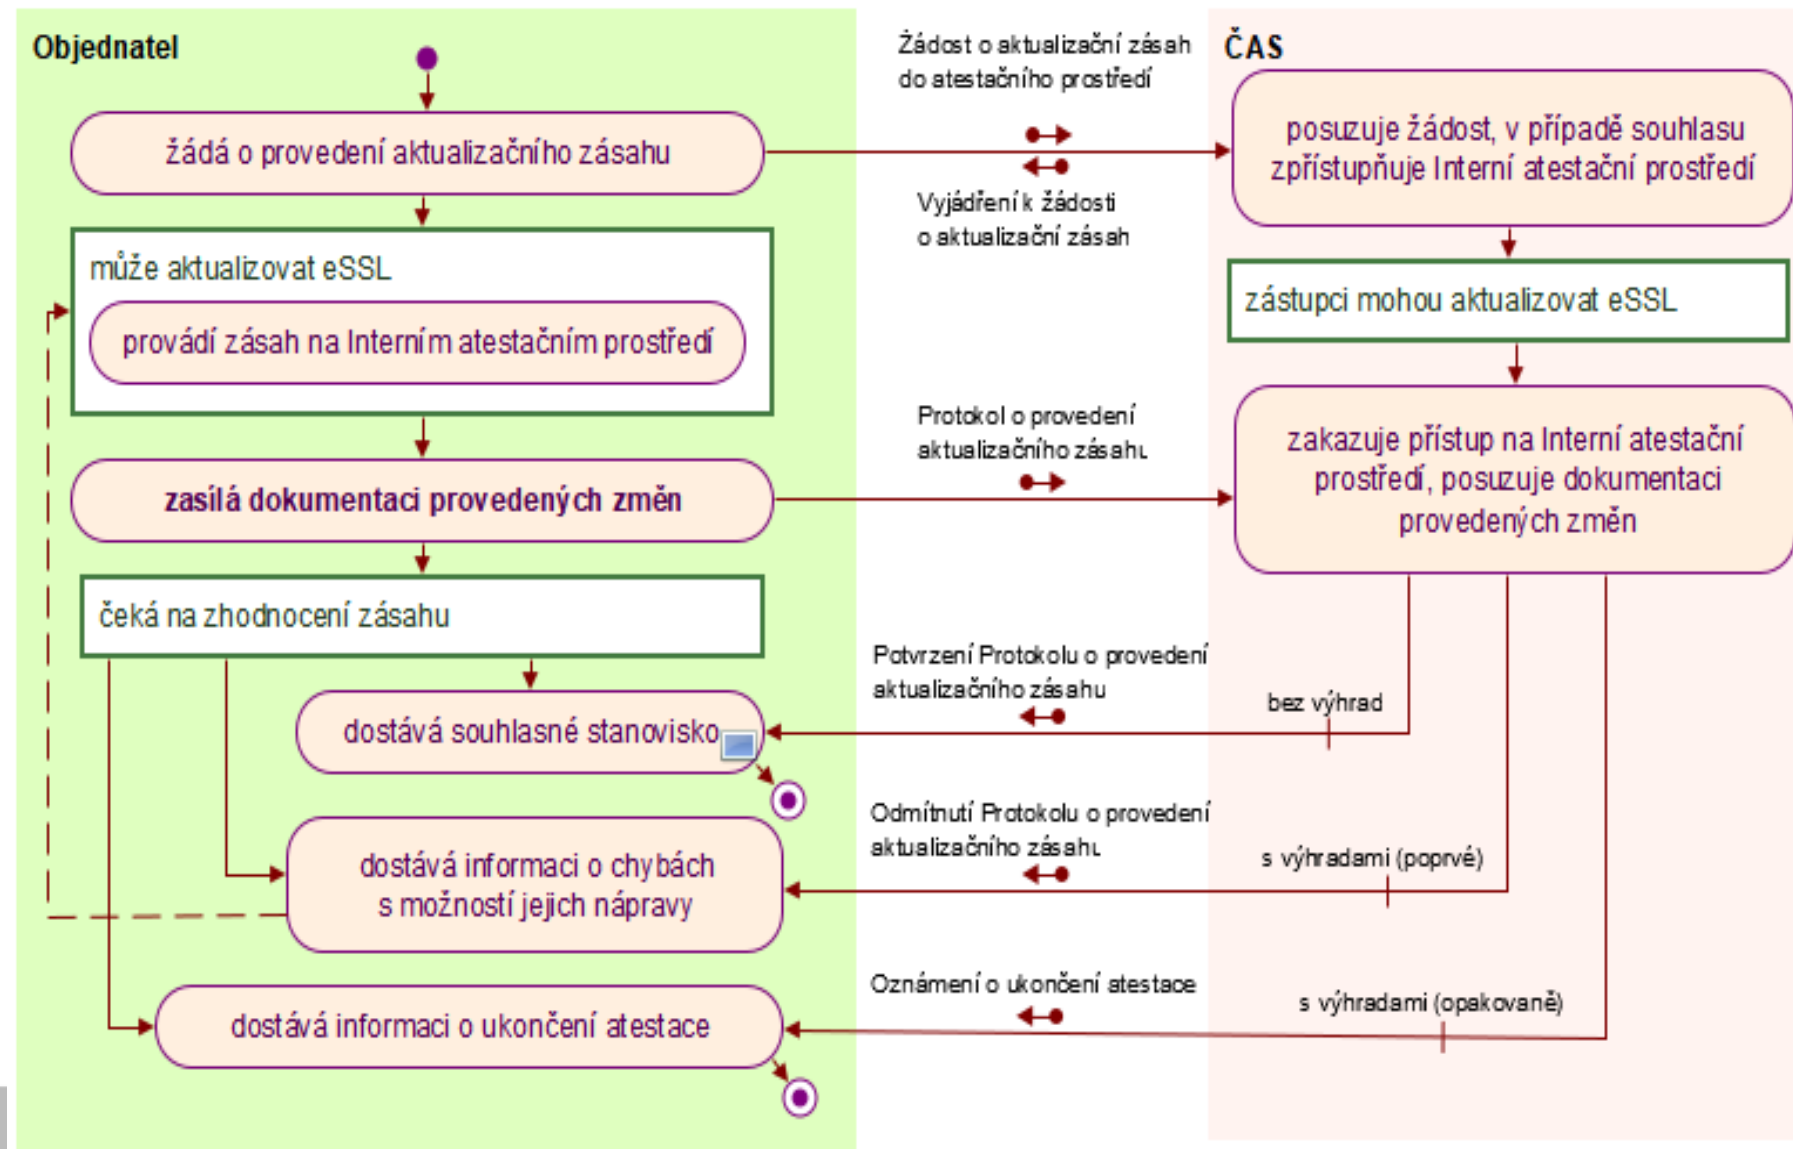 Objednatel
žádá o provedení aktualizačního zásahu
může aktualizovat eSSL
provádí zásah na Interním atestačním prostředí
zasílá dokumentaci provedených změn
čeká na zhodnocení zásahu
dostává souhlasné stanovisko
dostává informaci o chybách
s možností jejich nápravy
dostává informaci o ukončení atestace
Žádost o aktualizační zásah
do atestačního prostředí
Vyjádření k žádosti
o aktualizační zásah
Protokol o provedení
aktualizačního zásahu
Potvrzení Protokolu o provedení
aktualizačního zásahu
Odmítnutí Protokolu o provedení
aktualizačního zásahu
Oznámení o ukončení atestace
ČAS
posuzuje žádost, v případě souhlasu
zpřístupňuje Interní atestační prostředí
zástupci mohou aktualizovat eSSL
zakazuje přístup na Interní atestační
prostředí, posuzuje dokumentaci
provedených změn
bez výhrad
s výhradami (poprvé)
s výhradami (opakovaně)